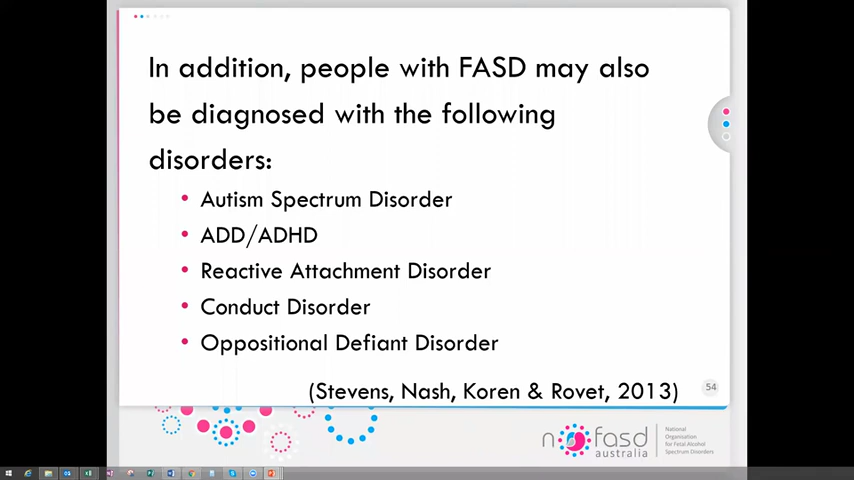 In addition, people with FASD may also
be diagnosed with the following
disorders:
• Autism Spectrum Disorder
• ADD/ADHD
• Reactive Attachment Disorder
• Conduct Disorder
• Oppositional Defiant Disorder
(Stevens, Nash, Koren & Rovet, 2013)
54
nofasd
australia
National
Organisation
for Fetal Alcohol
Spectrum Disorders